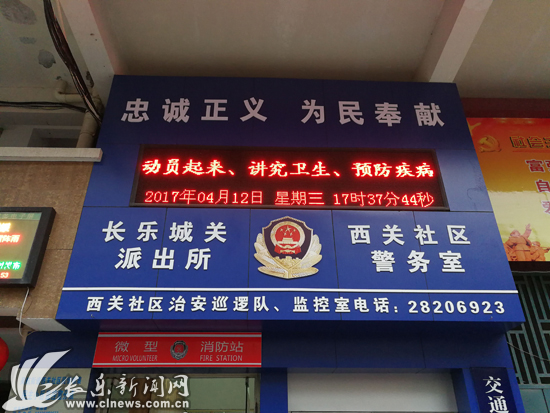 忠诚正义 为民奉献
动员起来、讲究卫生、预防疾病
2017年04月12日 星期三 17时37分44秒
长乐城关
派出所
西关社区
警务室
西关社区治安巡逻队、监控室电话：28206923
微型 消防站
MICRO VOLUNTEER FIRE STATION
交通
长乐新闻网
www.clnews.com.cn